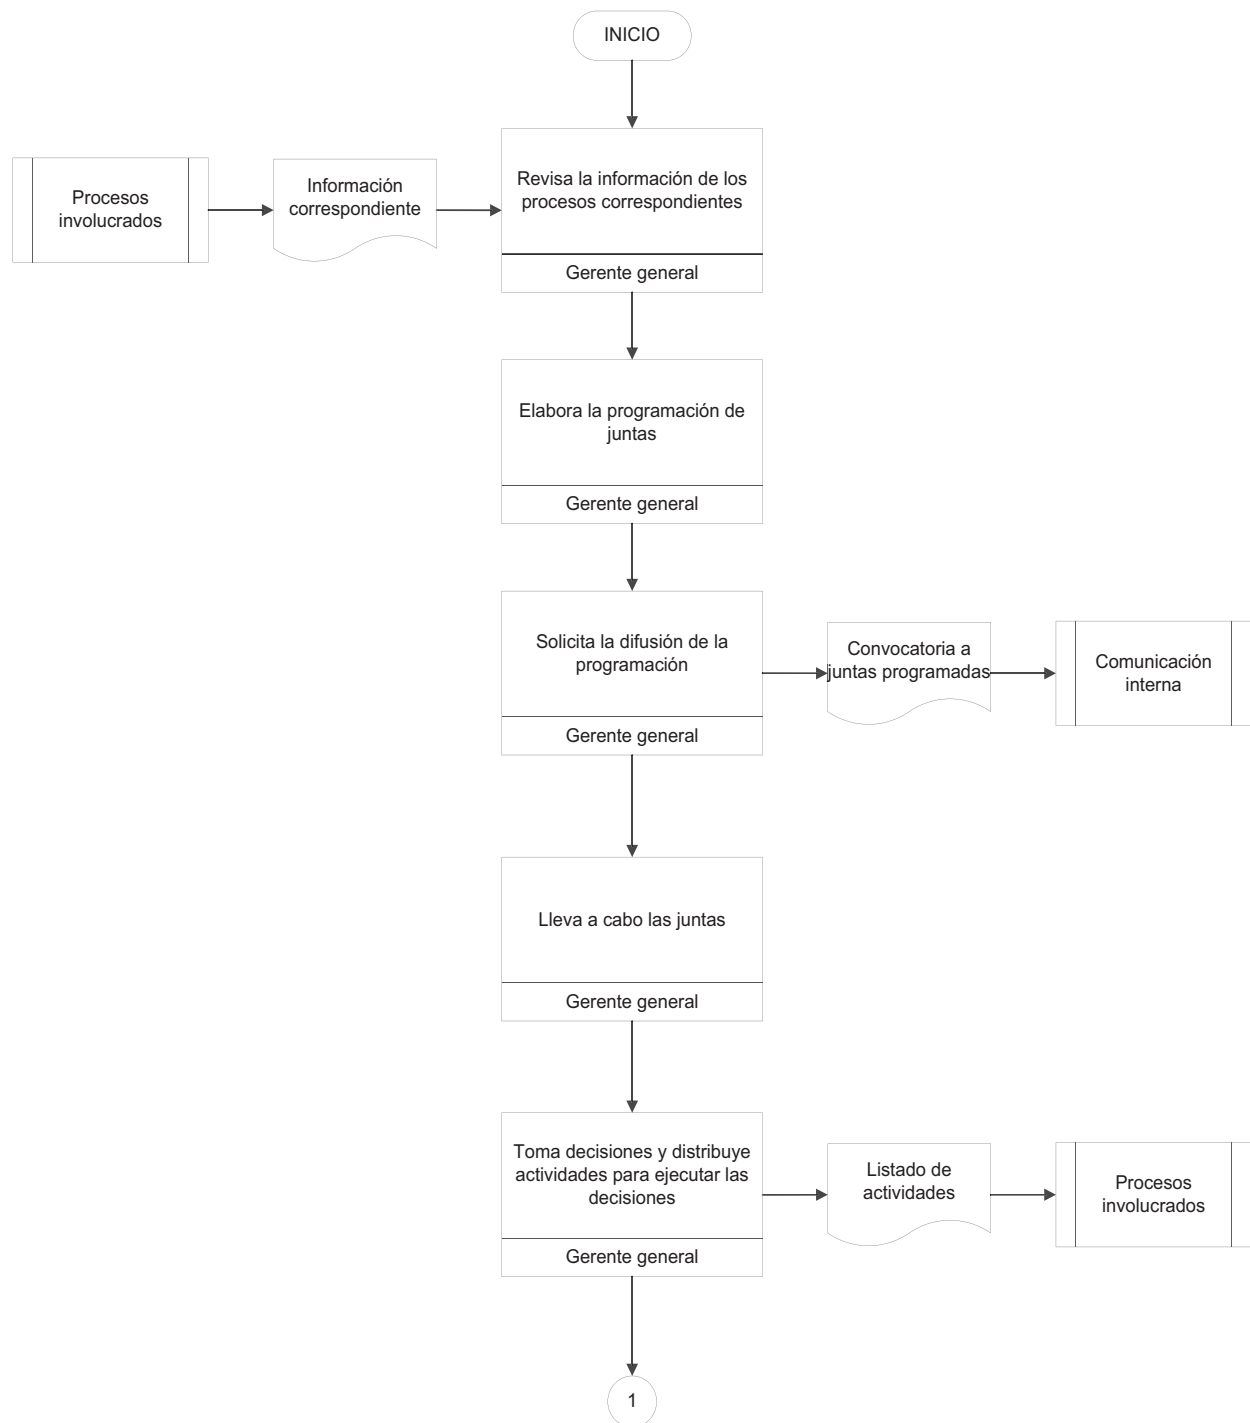 INICIO
Procesos
involucrados
Información
correspondiente
Revisa la información de los
procesos correspondientes
Gerente general
Elabora la programación de
juntas
Gerente general
Solicita la difusión de la
programación
Gerente general
Convocatoria a
juntas programadas
Comunicación
interna
Lleva a cabo las juntas
Gerente general
Toma decisiones y distribuye
actividades para ejecutar las
decisiones
Gerente general
Listado de
actividades
Procesos
involucrados
1